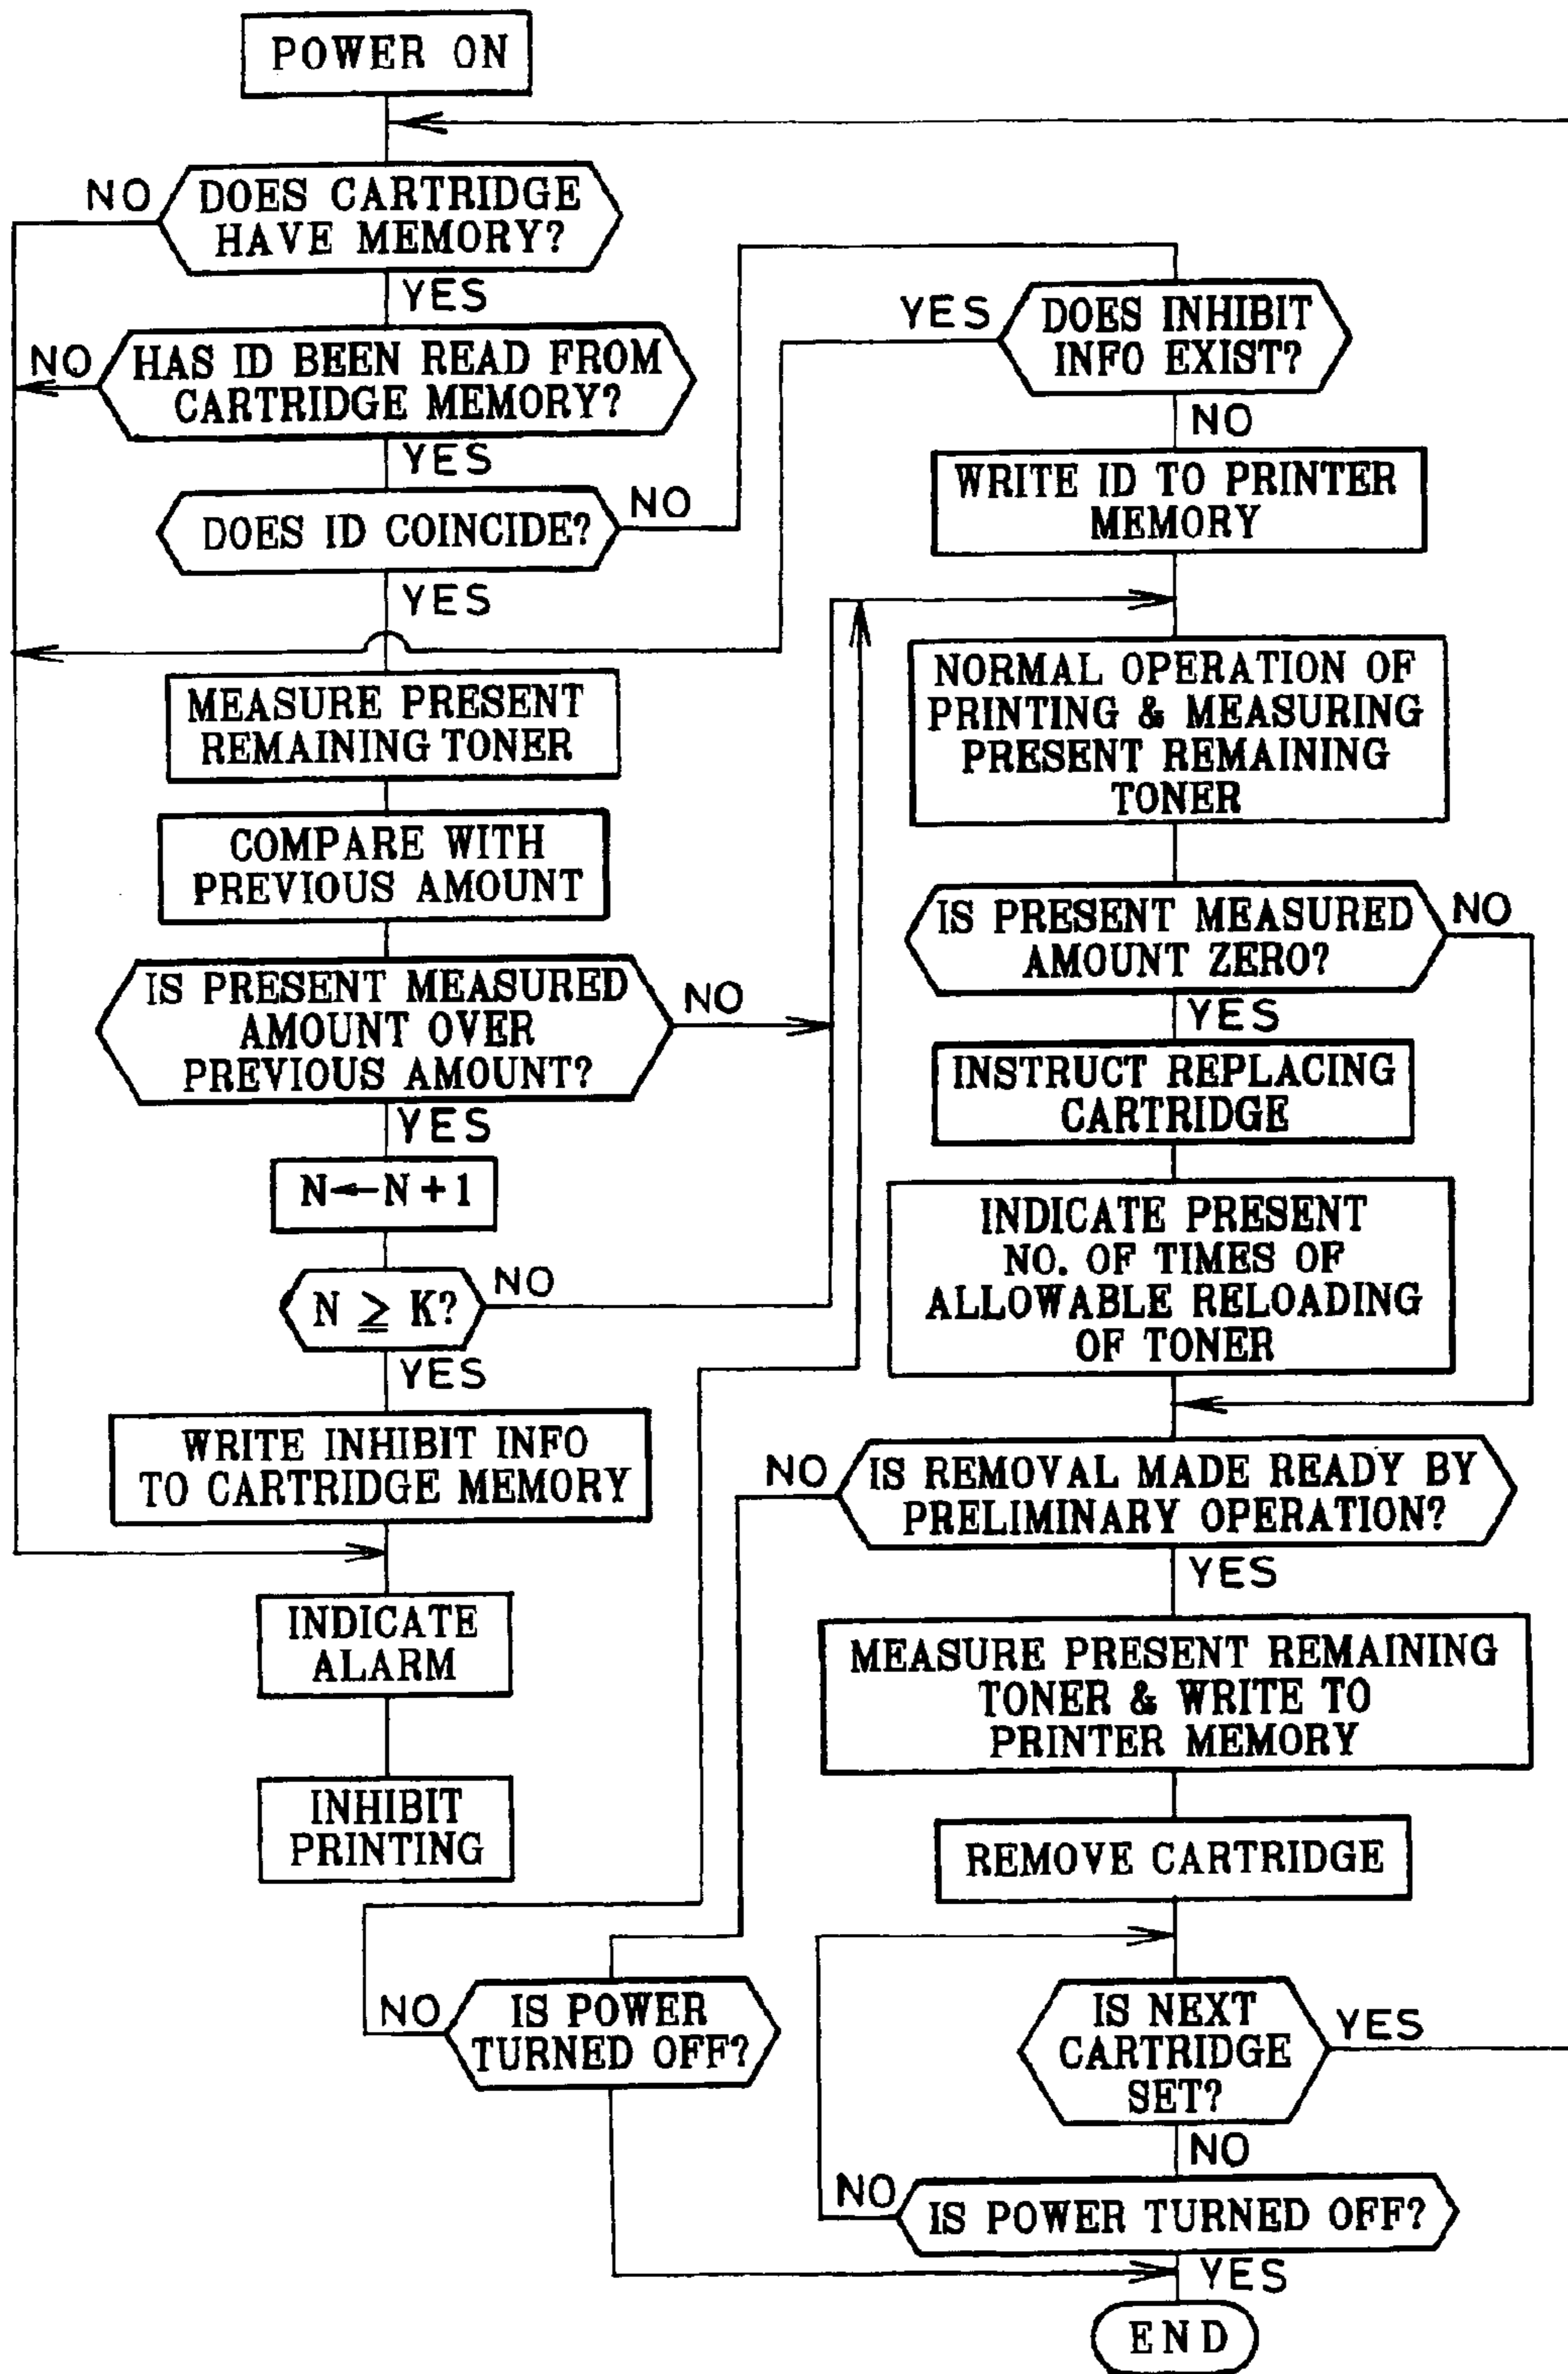 POWER ON
NO
DOES CARTRIDGE
HAVE MEMORY?
YES
NO
HAS ID BEEN READ FROM
CARTRIDGE MEMORY?
YES
DOES ID COINCIDE?
NO
YES
MEASURE PRESENT
REMAINING TONER
COMPARE WITH
PREVIOUS AMOUNT
IS PRESENT MEASURED
AMOUNT OVER
PREVIOUS AMOUNT?
NO
YES
N←N+1
N ≧ K?
NO
YES
WRITE INHIBIT INFO
TO CARTRIDGE MEMORY
INDICATE
ALARM
INHIBIT
PRINTING
YES
DOES INHIBIT
INFO EXIST?
NO
WRITE ID TO PRINTER
MEMORY
NORMAL OPERATION OF
PRINTING & MEASURING
PRESENT REMAINING
TONER
IS PRESENT MEASURED
AMOUNT ZERO?
NO
YES
INSTRUCT REPLACING
CARTRIDGE
INDICATE PRESENT
NO. OF TIMES OF
ALLOWABLE RELOADING
OF TONER
NO
IS REMOVAL MADE READY BY
PRELIMINARY OPERATION?
YES
MEASURE PRESENT REMAINING
TONER & WRITE TO
PRINTER MEMORY
REMOVE CARTRIDGE
NO
IS POWER
TURNED OFF?
IS NEXT
CARTRIDGE
SET?
YES
NO
NO
IS POWER TURNED OFF?
YES
END